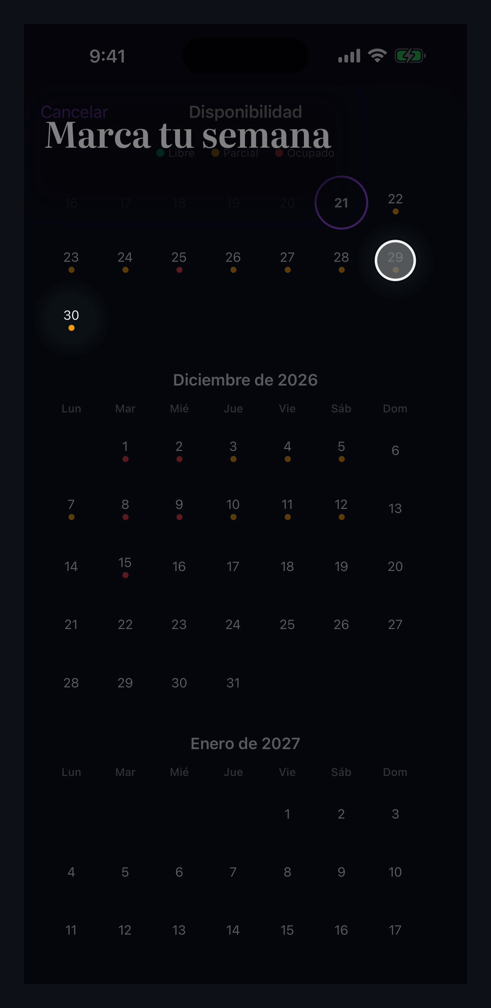 9:41
Cancelar Disponibilidad
Marca tu semana
Libre Parcial Ocupado
16 17 18 19 20 21 22
23 24 25 26 27 28 29
30
Diciembre de 2026
Lun Mar Mié Jue Vie Sáb Dom
1 2 3 4 5 6
7 8 9 10 11 12 13
14 15 16 17 18 19 20
21 22 23 24 25 26 27
28 29 30 31
Enero de 2027
Lun Mar Mié Jue Vie Sáb Dom
1 2 3
4 5 6 7 8 9 10
11 12 13 14 15 16 17